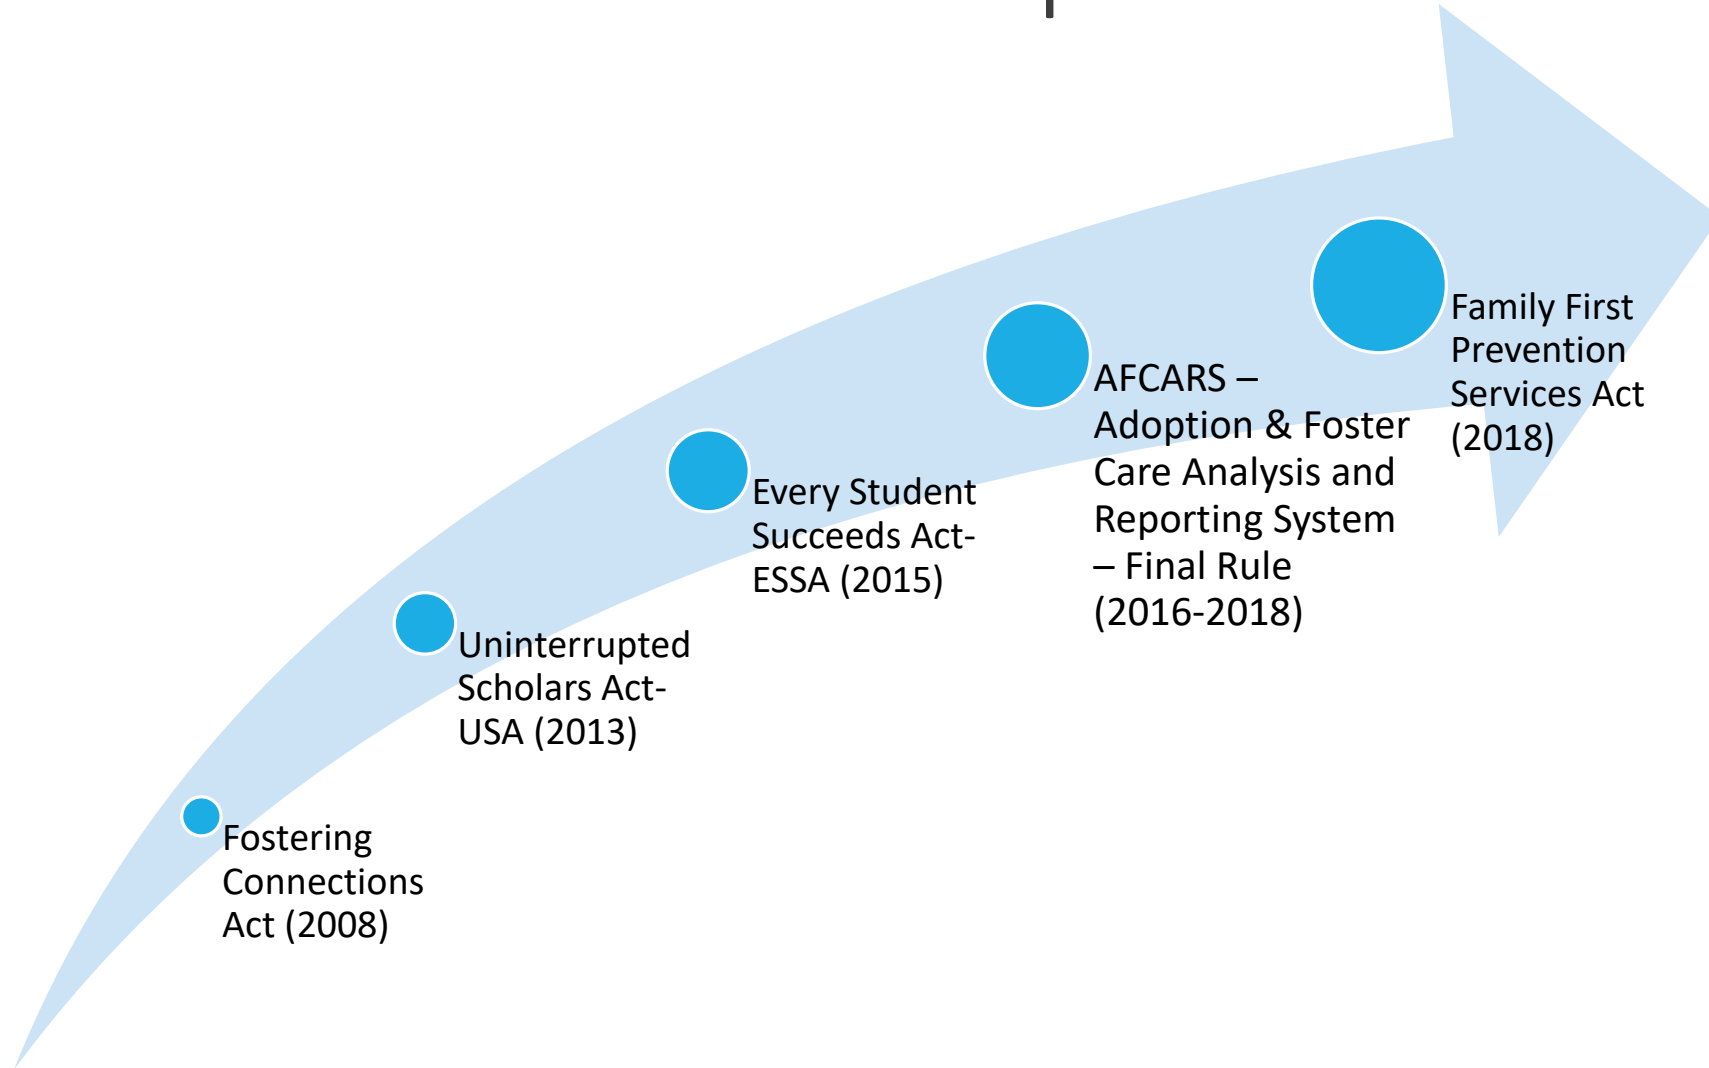 Fostering
Connections
Act (2008)
Uninterrupted
Scholars Act-
USA (2013)
Every Student
Succeeds Act-
ESSA (2015)
AFCARS –
Adoption & Foster
Care Analysis and
Reporting System
– Final Rule
(2016-2018)
Family First
Prevention
Services Act
(2018)